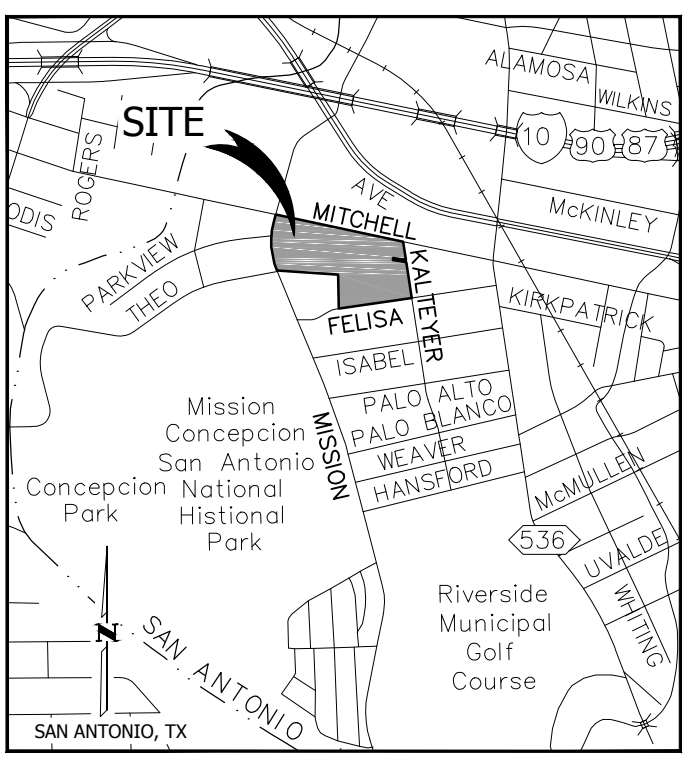 ALAMOSA
WILKINS
SITE
ROGERS
10
90
87
AVE
MITCHELL
McKINLEY
ODIS
PARKVIEW
THEO
KALTEYER
KIRKPATRICK
FELISA
ISABEL
PALO ALTO
PALO BLANCO
WEAVER
HANSFORD
MISSION
Mission
Concepcion
San Antonio
National
Histional
Park
Concepcion
Park
McMULLEN
536
UVALDE
WHITING
Riverside
Municipal
Golf
Course
N
SAN ANTONIO
SAN ANTONIO, TX